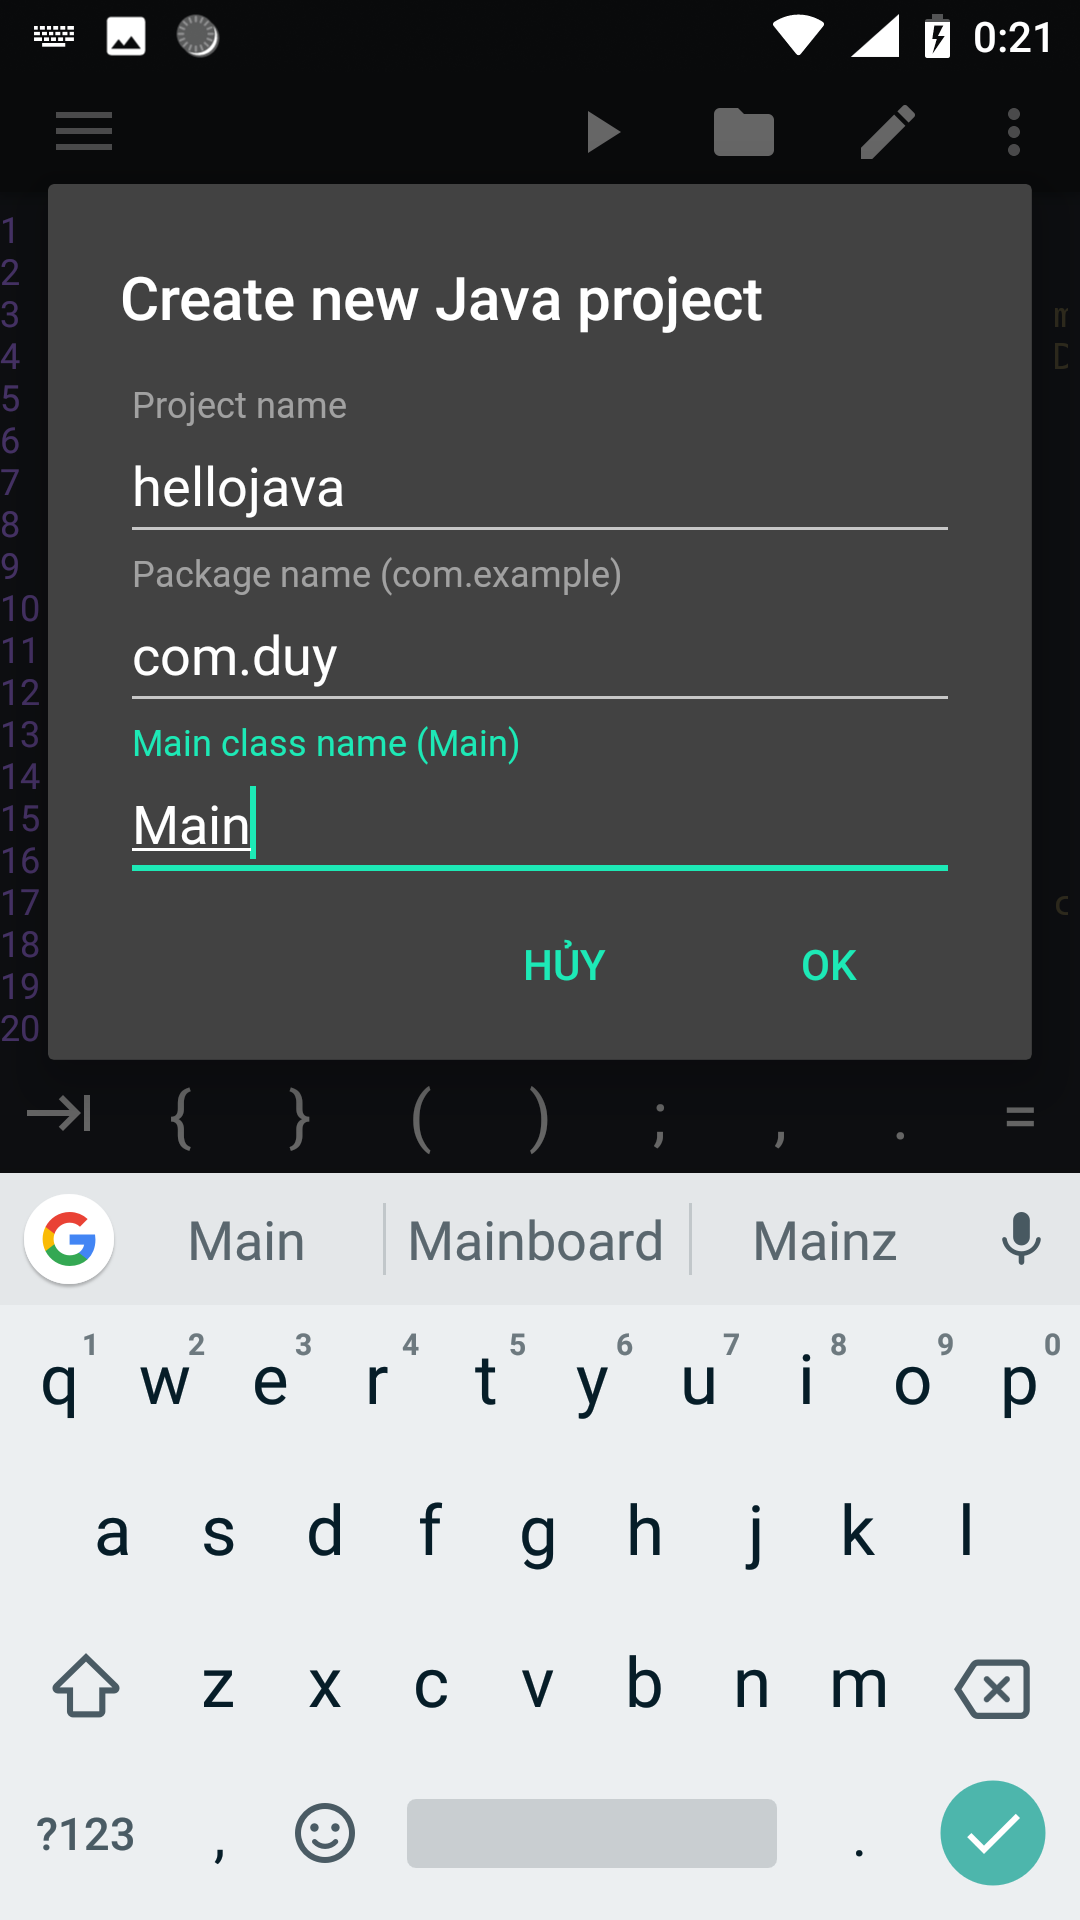 0:21
1
2
3 m
4 D
5
6
7
8
9
10
11
12
13
14
15
16
17 c
18
19
20
Create new Java project
Project name
hellojava
Package name (com.example)
com.duy
Main class name (Main)
Main
HỦY OK
{ } ( ) ; , . =
Main Mainboard Mainz
1 2 3 4 5 6 7 8 9 0
q w e r t y u i o p
a s d f g h j k l
z x c v b n m
?123 , .